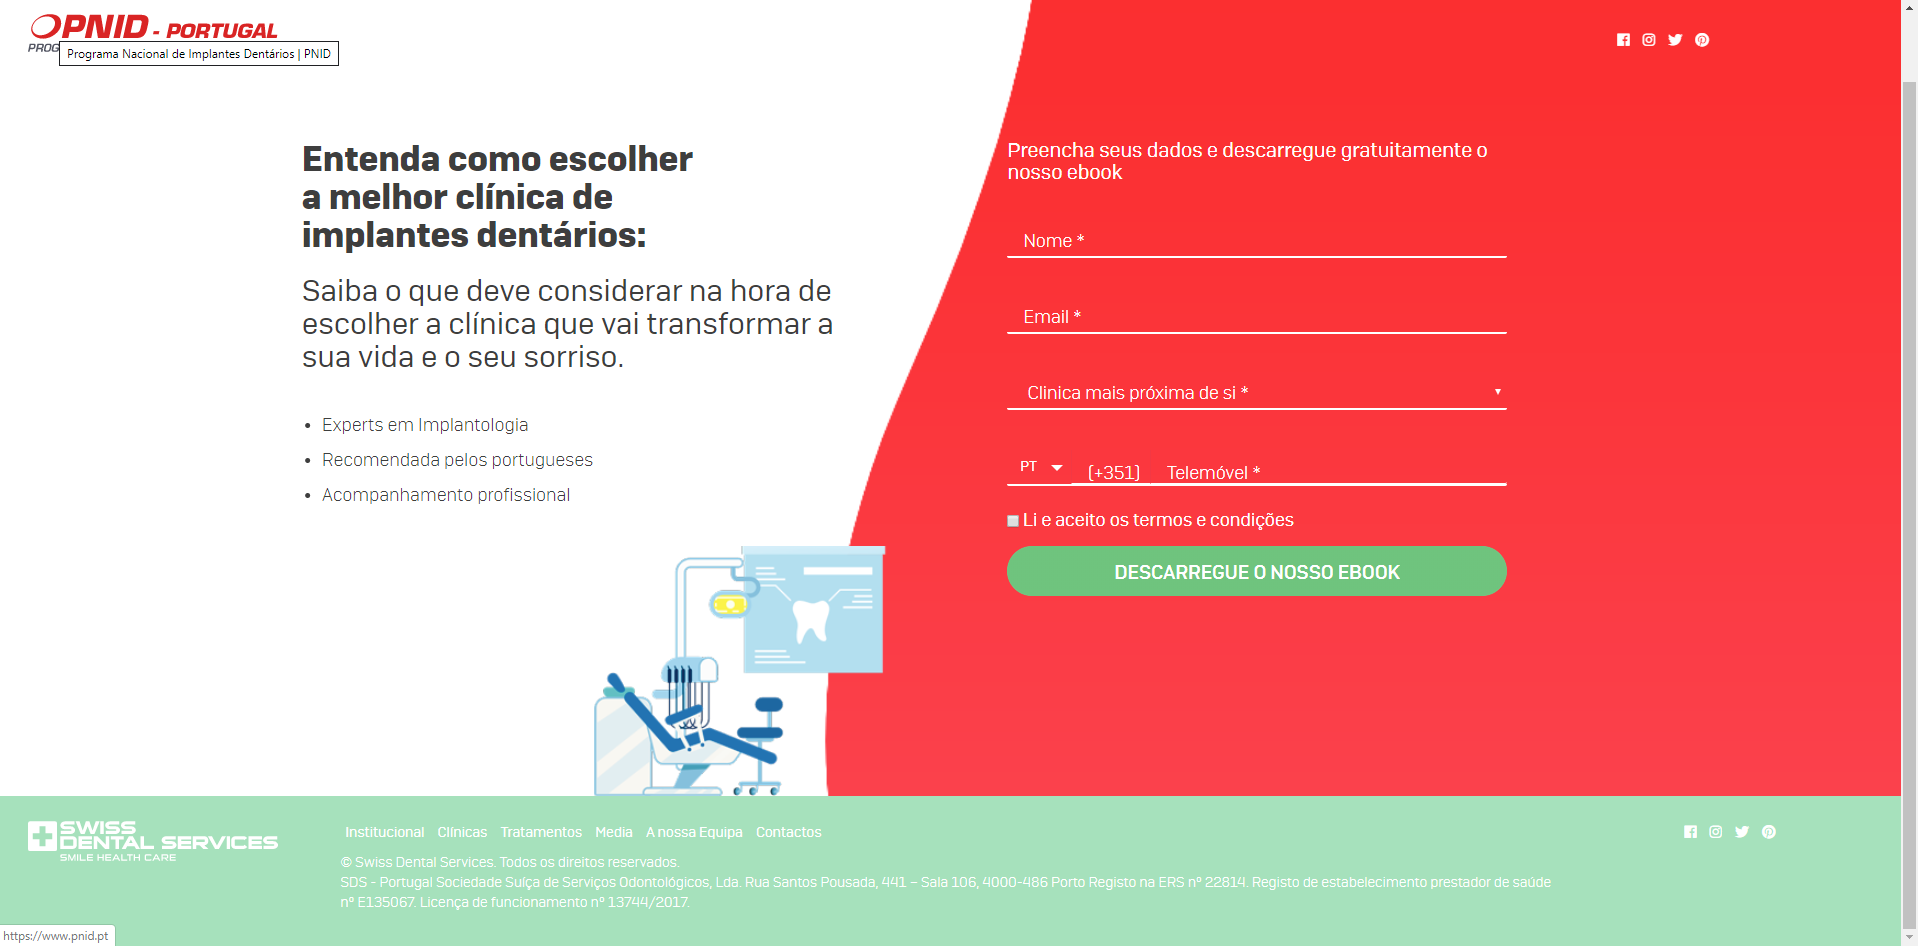 PNID - PORTUGAL
PROG
Programa Nacional de Implantes Dentários | PNID
Entenda como escolher
a melhor clínica de
implantes dentários:
Saiba o que deve considerar na hora de
escolher a clínica que vai transformar a
sua vida e o seu sorriso.
Experts em Implantologia
Recomendada pelos portugueses
Acompanhamento profissional
Preencha seus dados e descarregue gratuitamente o
nosso ebook
Nome *
Email *
Clinica mais próxima de si *
PT (+351) Telemóvel *
Li e aceito os termos e condições
DESCARREGUE O NOSSO EBOOK
SWISS
DENTAL SERVICES
SMILE HEALTH CARE
Institucional Clínicas Tratamentos Media A nossa Equipa Contactos
© Swiss Dental Services. Todos os direitos reservados.
SDS - Portugal Sociedade Suíça de Serviços Odontológicos, Lda. Rua Santos Pousada, 441 – Sala 106, 4000-486 Porto Registo na ERS nº 22814. Registo de estabelecimento prestador de saúde
nº E135067. Licença de funcionamento nº 13744/2017.
https://www.pnid.pt